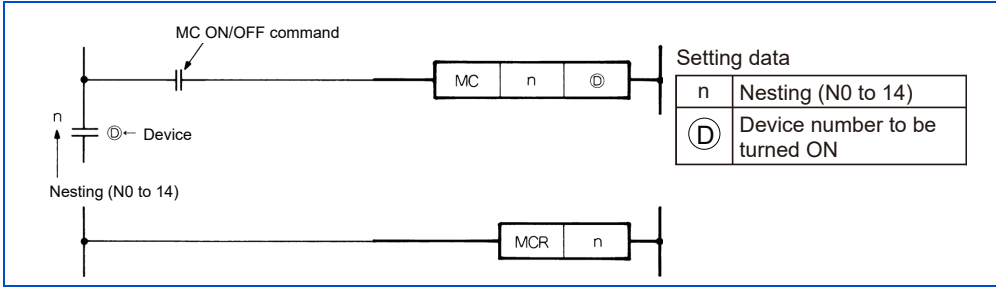 MC ON/OFF command
MC n Ⓓ
Setting data
n Nesting (N0 to 14)
Ⓓ Device number to be
turned ON
n
Ⓓ← Device
Nesting (N0 to 14)
MCR n